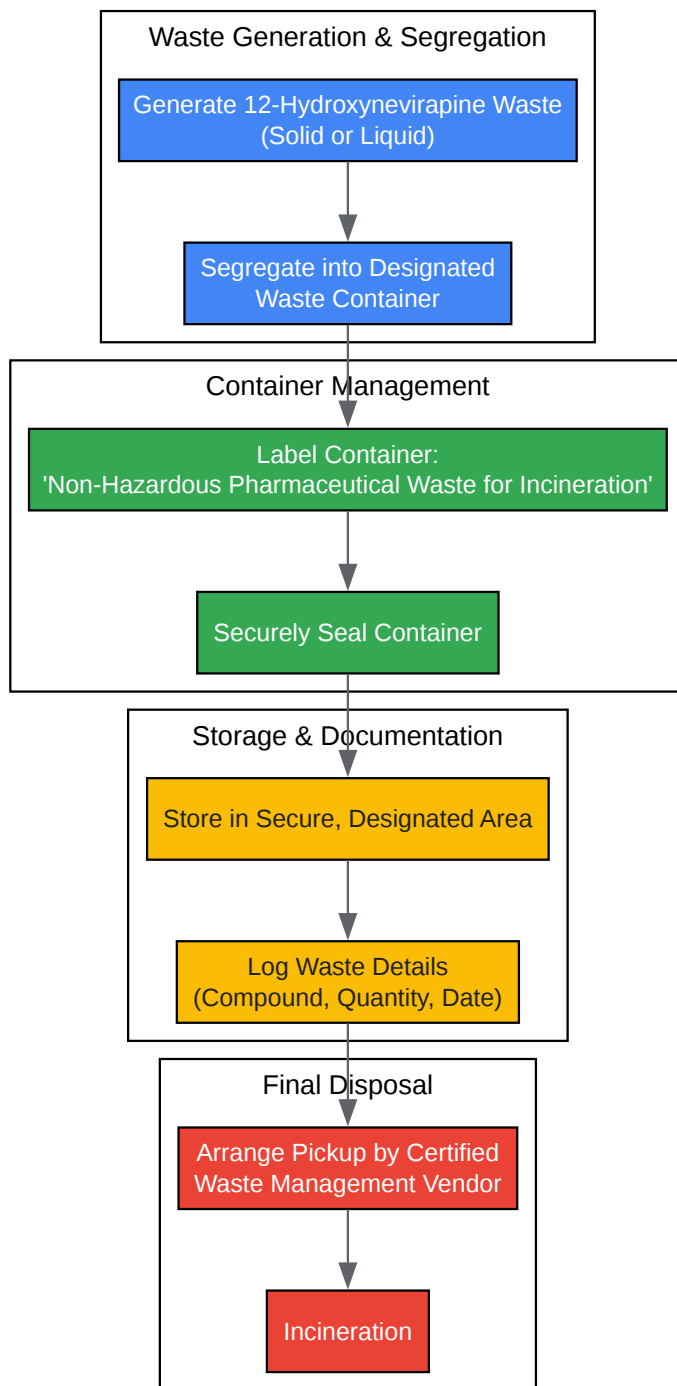 Waste Generation & Segregation
Generate 12-Hydroxynevirapine Waste
(Solid or Liquid)
Segregate into Designated
Waste Container
Container Management
Label Container:
'Non-Hazardous Pharmaceutical Waste for Incineration'
Securely Seal Container
Storage & Documentation
Store in Secure, Designated Area
Log Waste Details
(Compound, Quantity, Date)
Final Disposal
Arrange Pickup by Certified
Waste Management Vendor
Incineration